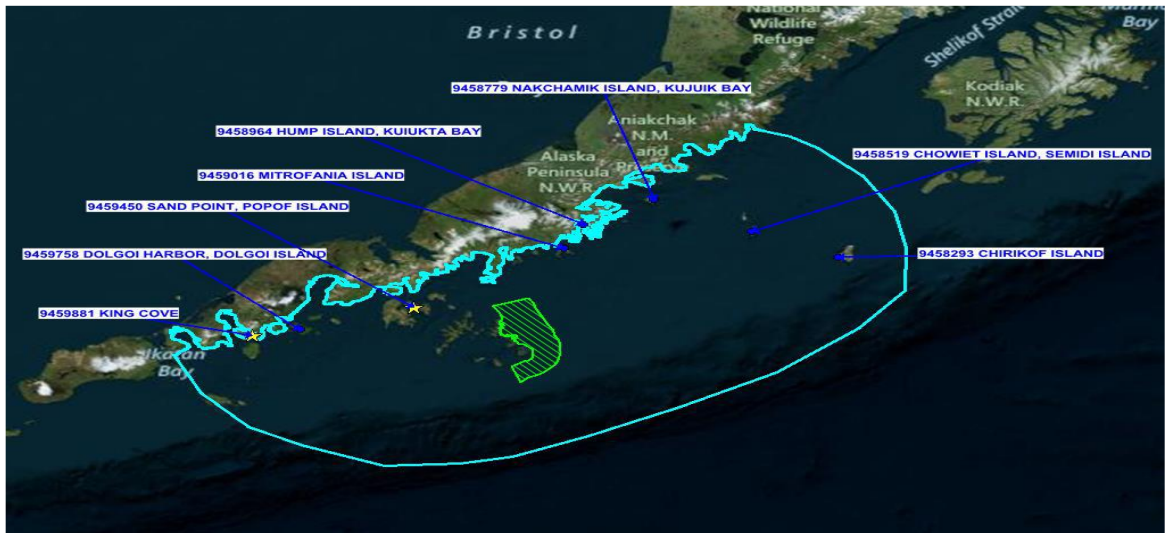 National
Wildlife
Refuge
Bristol
Shelikof Strait
Bay
Kodiak
N.W.R.
9458779 NAKCHAMIK ISLAND, KUJUIK BAY
Aniakchak
N.M.
and
9458964 HUMP ISLAND, KUIUKTA BAY
9458519 CHOWIET ISLAND, SEMIDI ISLAND
Alaska
Peninsula
N.W.R.
9459016 MITROFANIA ISLAND
9459450 SAND POINT, POPOF ISLAND
9459758 DOLGOI HARBOR, DOLGOI ISLAND
9458293 CHIRIKOF ISLAND
9459881 KING COVE
Ikatan
Bay